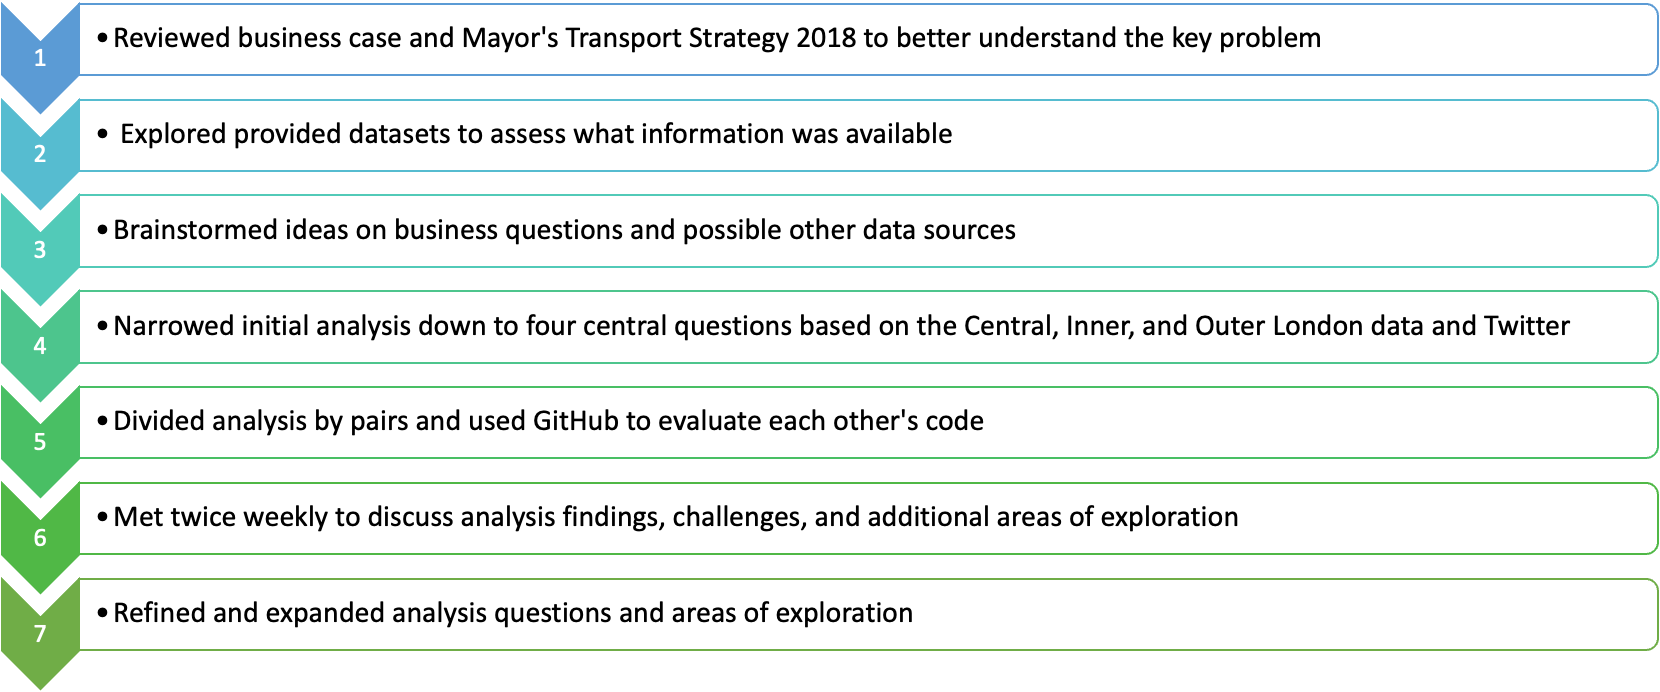 1
• Reviewed business case and Mayor's Transport Strategy 2018 to better understand the key problem
2
• Explored provided datasets to assess what information was available
3
• Brainstormed ideas on business questions and possible other data sources
4
• Narrowed initial analysis down to four central questions based on the Central, Inner, and Outer London data and Twitter
5
• Divided analysis by pairs and used GitHub to evaluate each other's code
6
• Met twice weekly to discuss analysis findings, challenges, and additional areas of exploration
7
• Refined and expanded analysis questions and areas of exploration